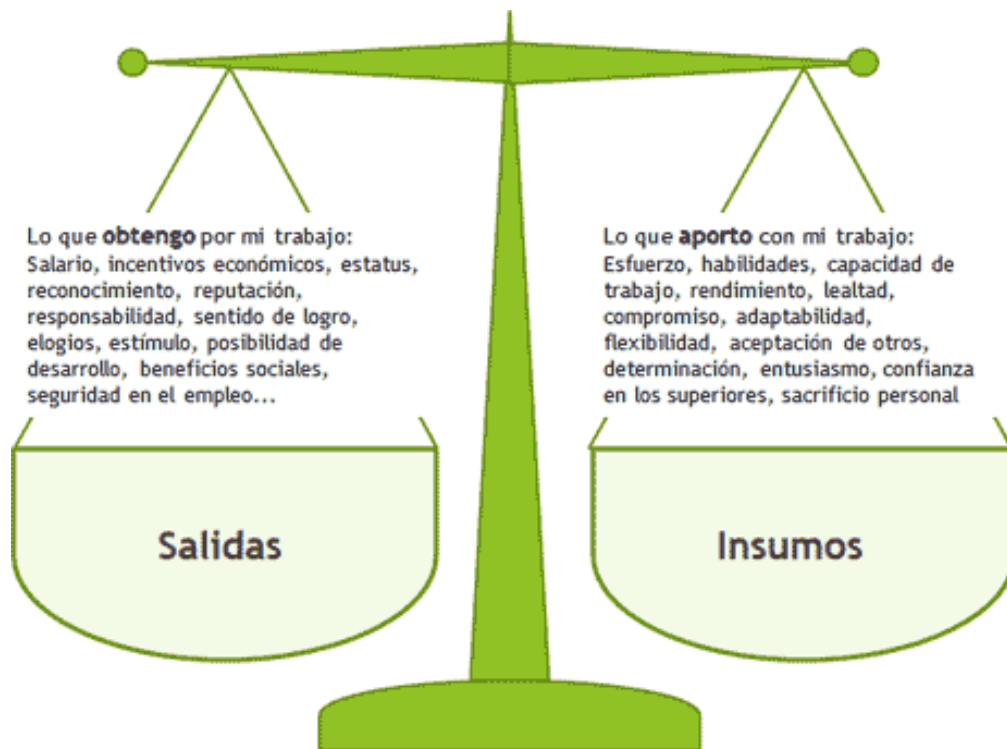 Lo que obtengo por mi trabajo:
Salario, incentivos económicos, estatus,
reconocimiento, reputación,
responsabilidad, sentido de logro,
elogios, estímulo, posibilidad de
desarrollo, beneficios sociales,
seguridad en el empleo...
Salidas
Lo que aporto con mi trabajo:
Esfuerzo, habilidades, capacidad de
trabajo, rendimiento, lealtad,
compromiso, adaptabilidad,
flexibilidad, aceptación de otros,
determinación, entusiasmo, confianza
en los superiores, sacrificio personal
Insumos